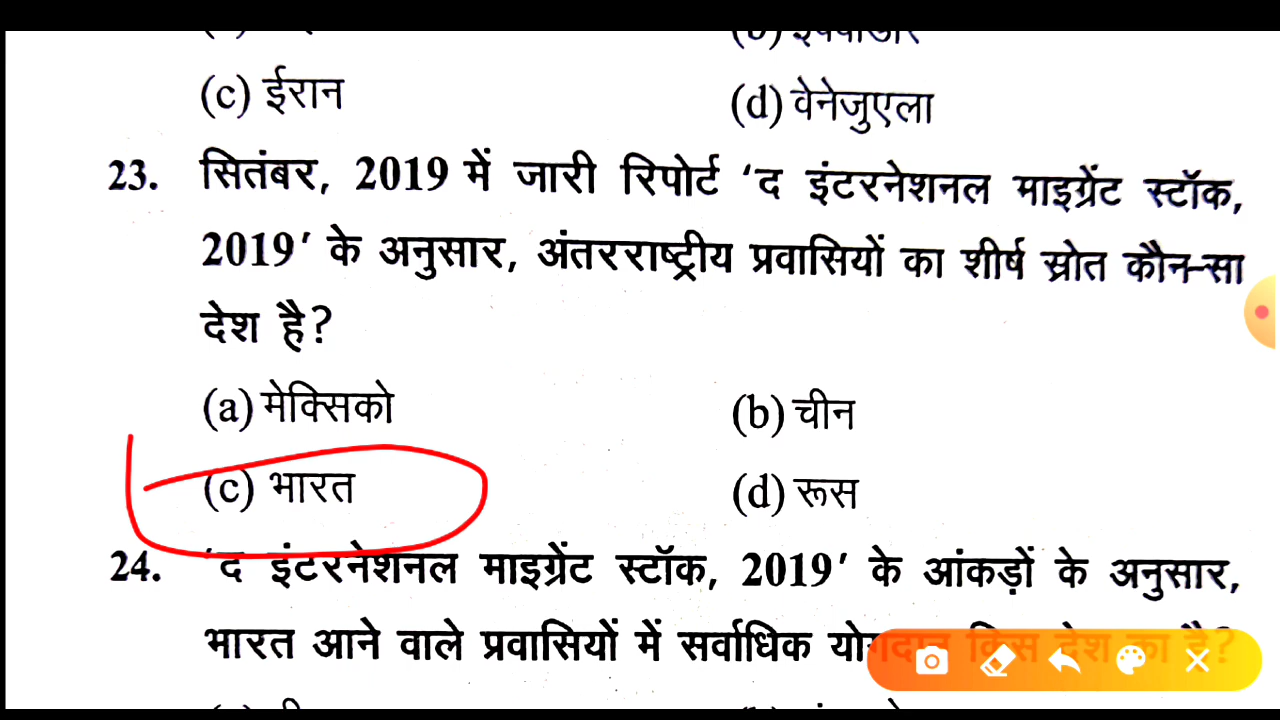 (c) ईरान (d) वेनेजुएला
23. सितंबर, 2019 में जारी रिपोर्ट ‘द इंटरनेशनल माइग्रेंट स्टॉक,
2019’ के अनुसार, अंतरराष्ट्रीय प्रवासियों का शीर्ष स्रोत कौन-सा
देश है?
(a) मेक्सिको (b) चीन
(c) भारत (d) रूस
24. ‘द इंटरनेशनल माइग्रेंट स्टॉक, 2019’ के आंकड़ों के अनुसार,
भारत आने वाले प्रवासियों में सर्वाधिक योगदान किस देश का है?